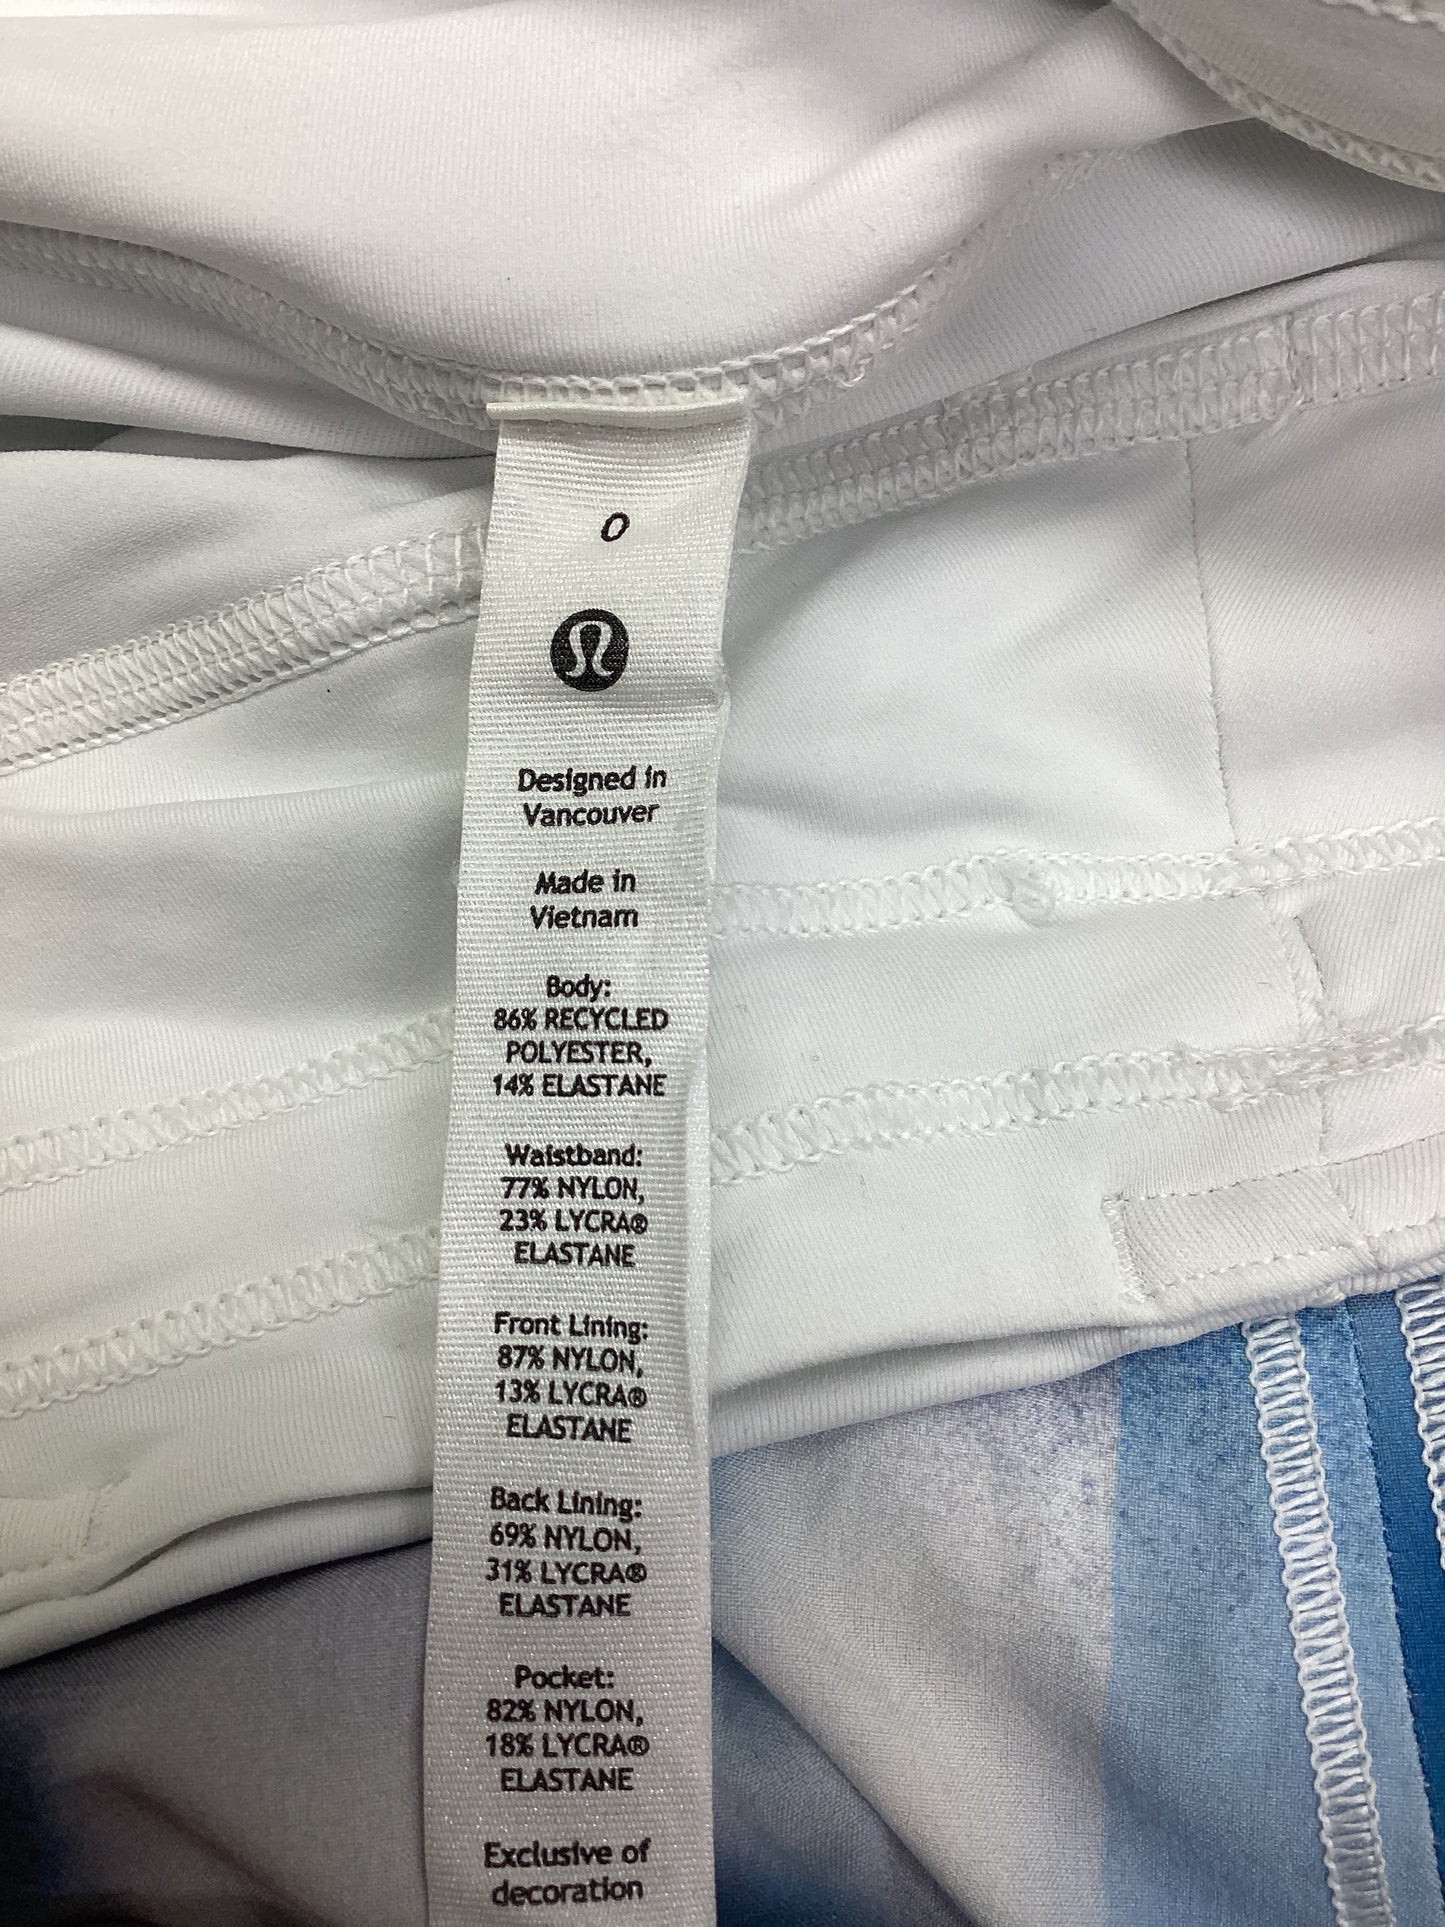 0
Designed in
Vancouver
Made in
Vietnam
Body:
86% RECYCLED
POLYESTER,
14% ELASTANE
Waistband:
77% NYLON,
23% LYCRA®
ELASTANE
Front Lining:
87% NYLON,
13% LYCRA®
ELASTANE
Back Lining:
69% NYLON,
31% LYCRA®
ELASTANE
Pocket:
82% NYLON,
18% LYCRA®
ELASTANE
Exclusive of
decoration